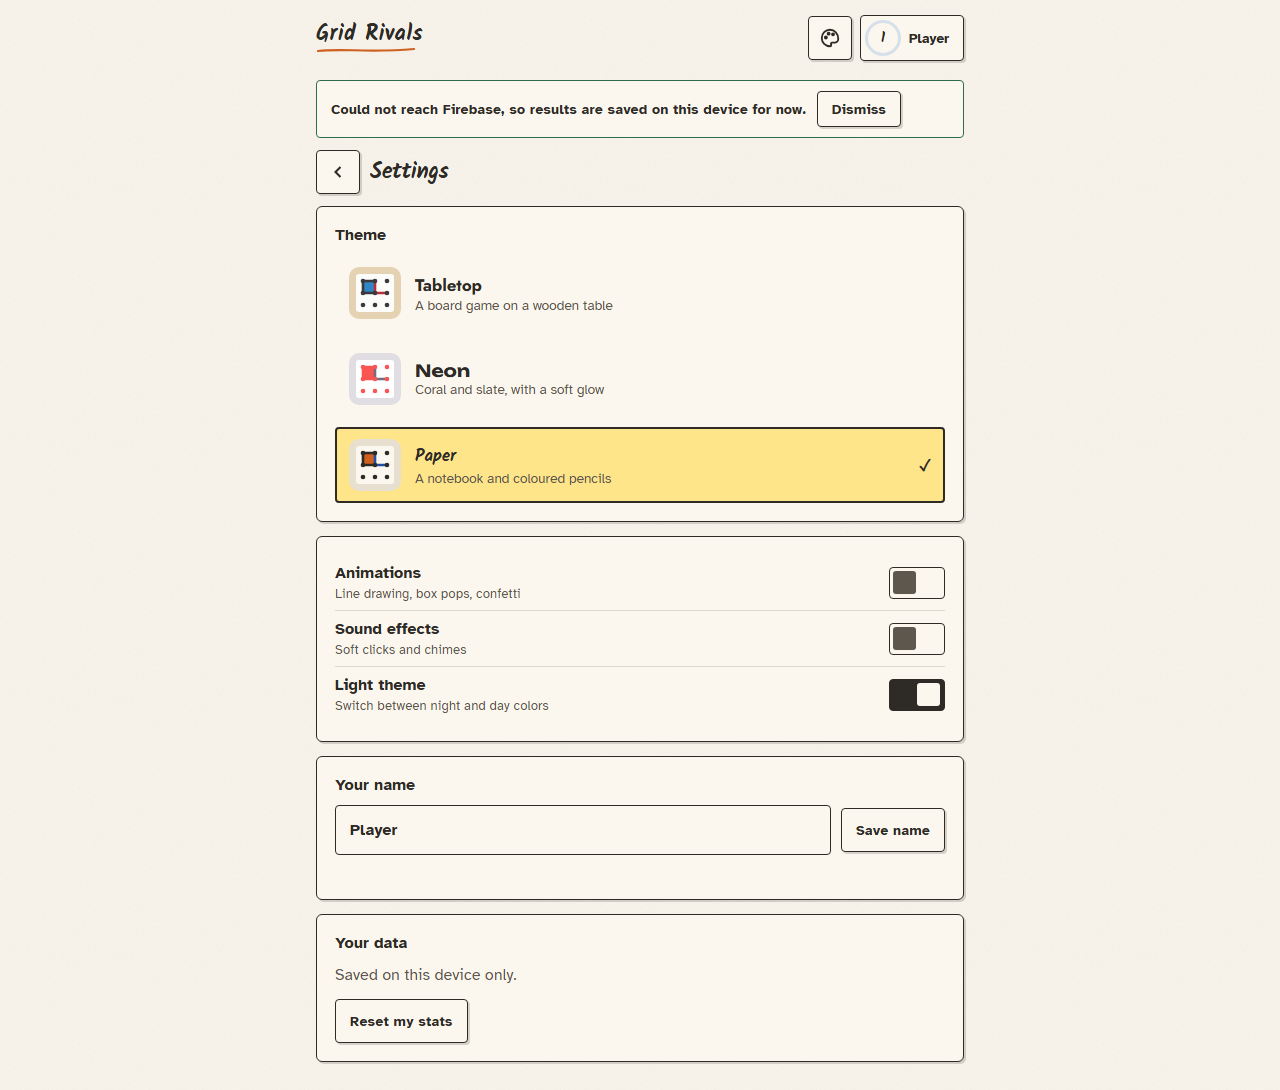 Grid Rivals
1
Player
Could not reach Firebase, so results are saved on this device for now.
Dismiss
Settings
Theme
Tabletop
A board game on a wooden table
Neon
Coral and slate, with a soft glow
Paper
A notebook and coloured pencils
Animations
Line drawing, box pops, confetti
Sound effects
Soft clicks and chimes
Light theme
Switch between night and day colors
Your name
Player
Save name
Your data
Saved on this device only.
Reset my stats